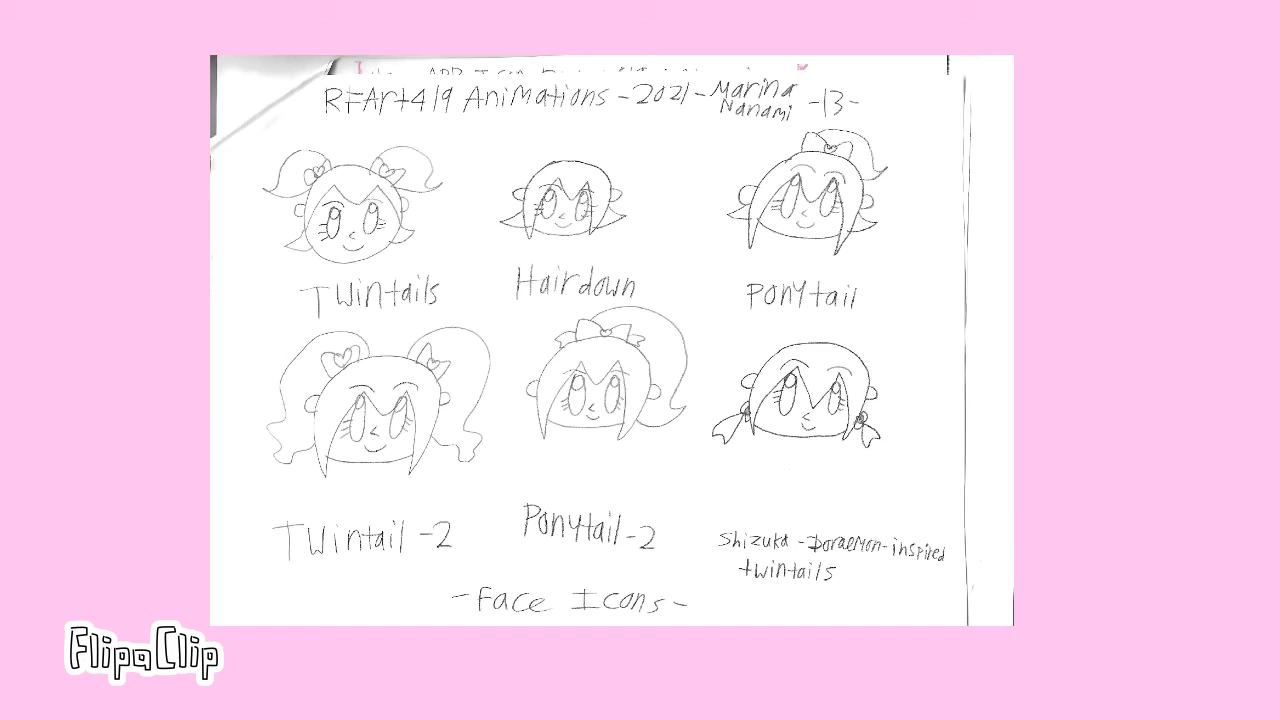 RFArt419 Animations -2021- Marina Nanami -13-
Twintails
Hairdown
Ponytail
Twintail -2
Ponytail -2
Shizuka -Doraemon-inspired
twintails
-Face Icons-
FlipaClip